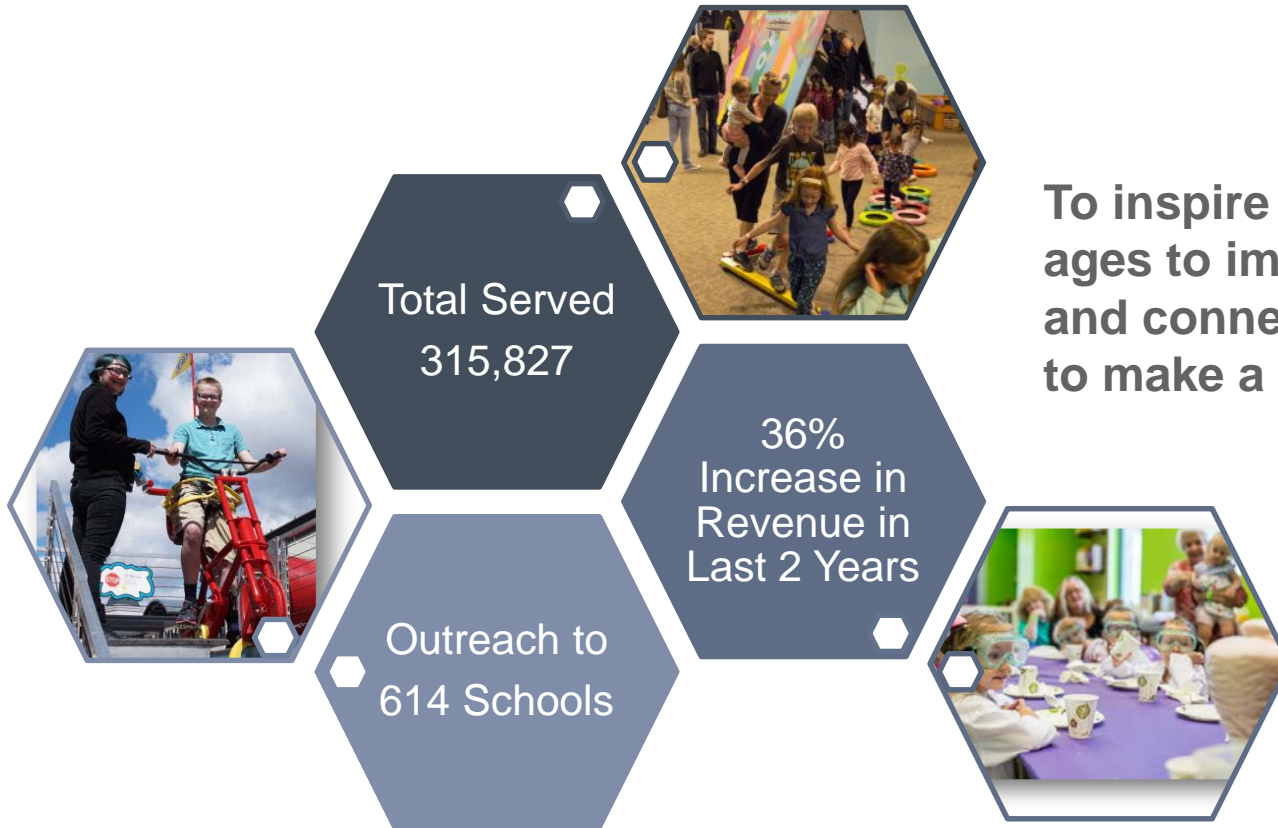 Total Served
315,827
36%
Increase in
Revenue in
Last 2 Years
Outreach to
614 Schools
To inspire
ages to im
and conne
to make a
STOP